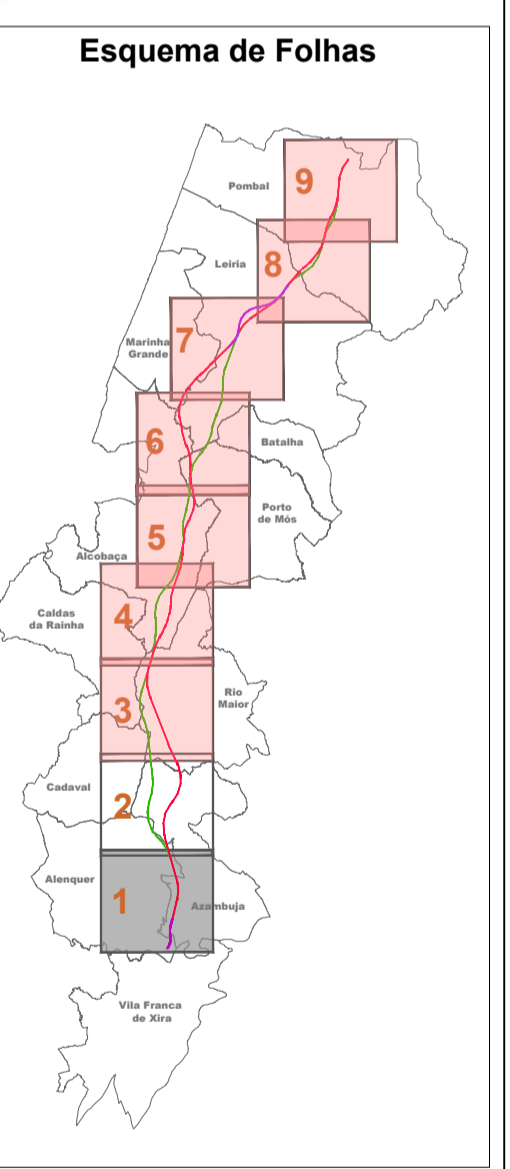 Esquema de Folhas
9
Pombal
8
Leiria
7
Marinha
Grande
6
Batalha
Porto
de Mós
5
Alcobaça
4
Caldas
da Rainha
3
Rio
Maior
Cadaval
2
Alenquer
1
Azambuja
Vila Franca
de Xira